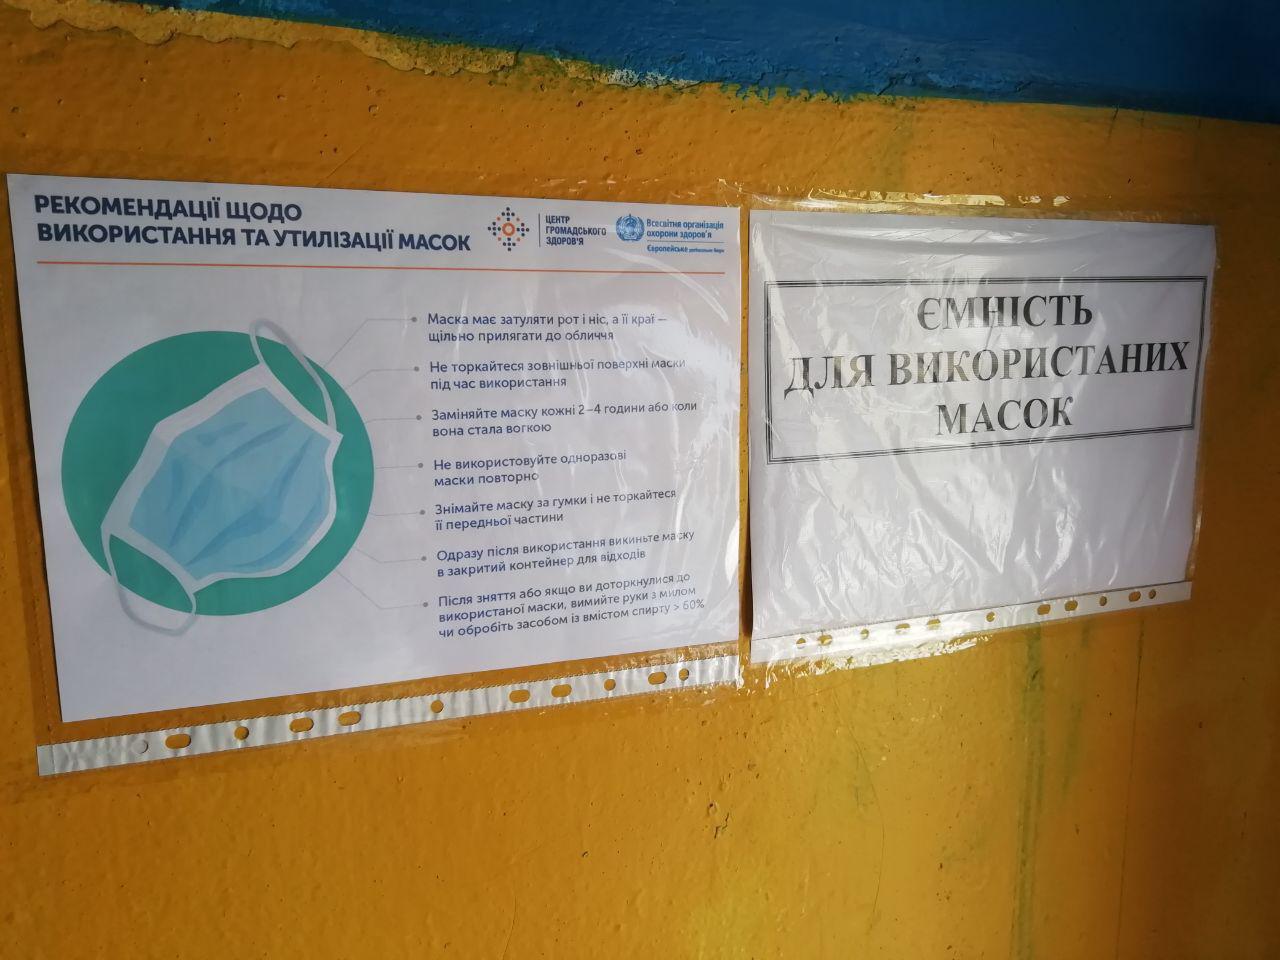 РЕКОМЕНДАЦІЇ ЩОДО
ВИКОРИСТАННЯ ТА УТИЛІЗАЦІЇ МАСОК
ЦЕНТР
ГРОМАДСЬКОГО
ЗДОРОВ'Я
Всесвітня організація
охорони здоров'я
Європейське регіональне бюро
Маска має затуляти рот і ніс, а її краї –
щільно прилягати до обличчя
Не торкайтеся зовнішньої поверхні маски
під час використання
Заміняйте маску кожні 2–4 години або коли
вона стала вогкою
Не використовуйте одноразові
маски повторно
Знімайте маску за гумки і не торкайтеся
її передньої частини
Одразу після використання викиньте маску
в закритий контейнер для відходів
Після зняття або якщо ви доторкнулися до
використаної маски, вимийте руки з милом
чи обробіть засобом із вмістом спирту > 60%
ЄМНІСТЬ
ДЛЯ ВИКОРИСТАНИХ
МАСОК